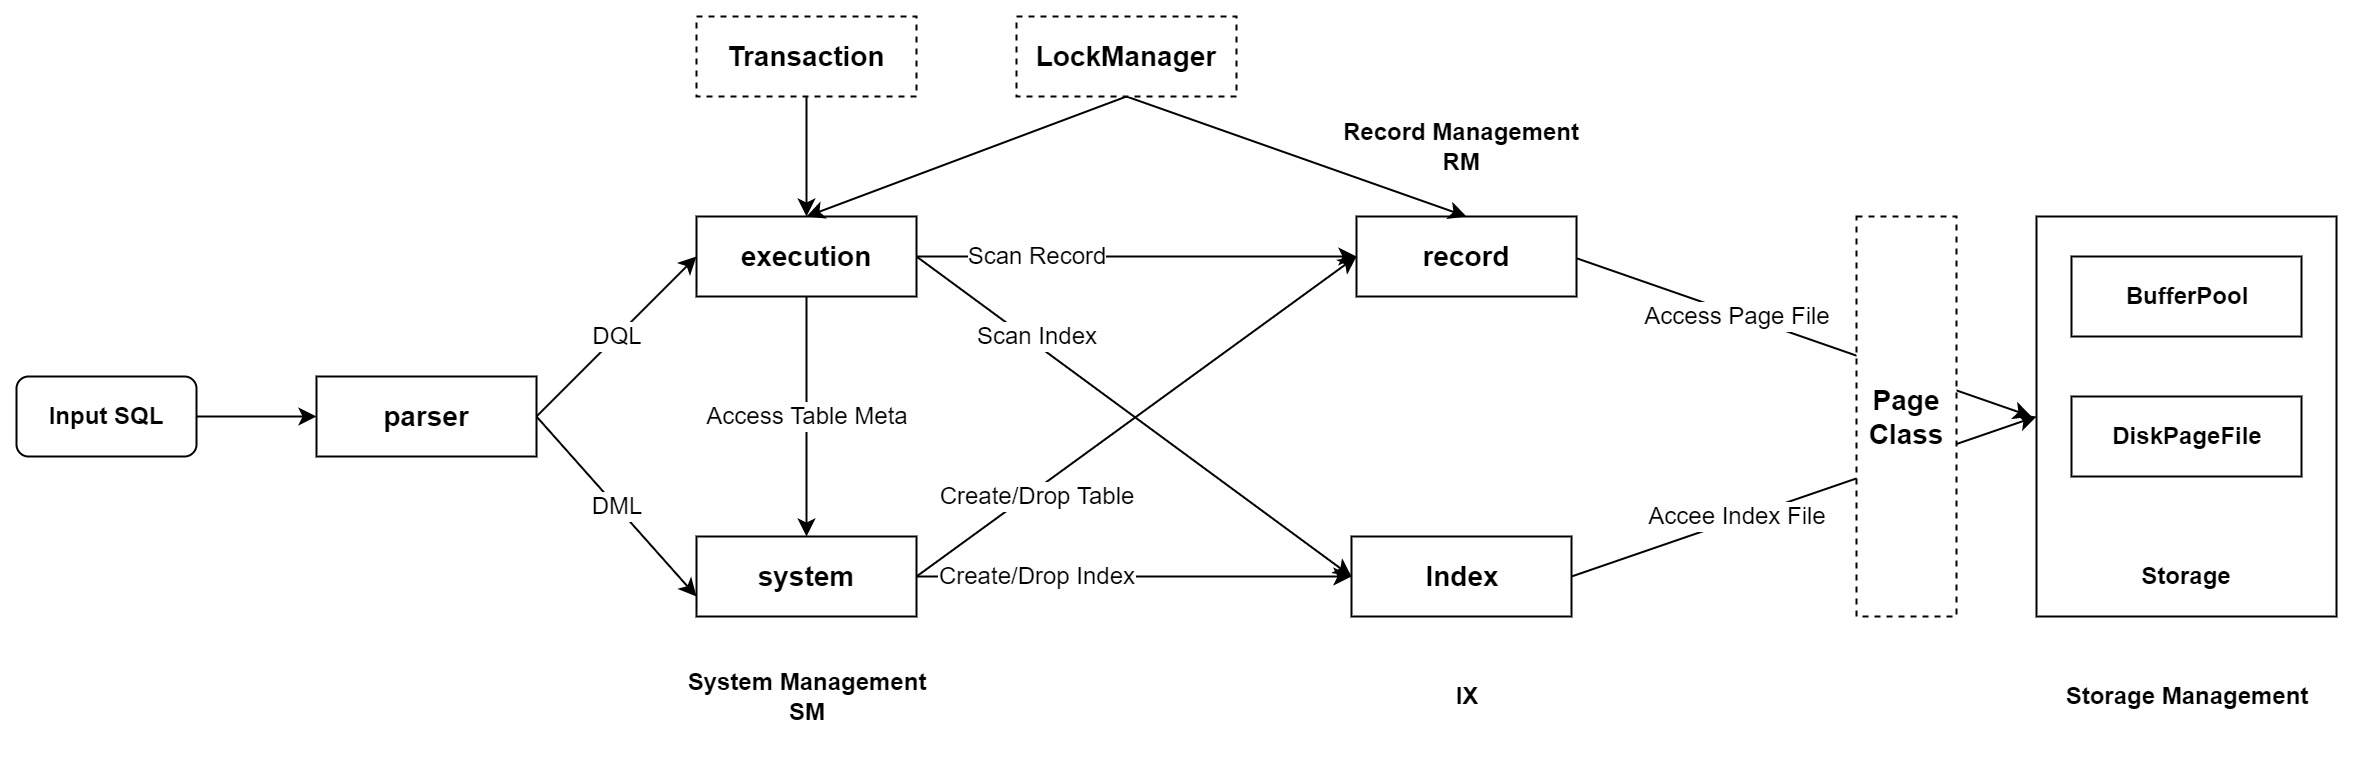 Transaction
LockManager
Record Management
RM
execution
Scan Record
record
BufferPool
Access Page File
DQL
Scan Index
Input SQL
parser
Access Table Meta
Page
Class
DiskPageFile
DML
Create/Drop Table
Accee Index File
system
Create/Drop Index
Index
Storage
System Management
SM
IX
Storage Management